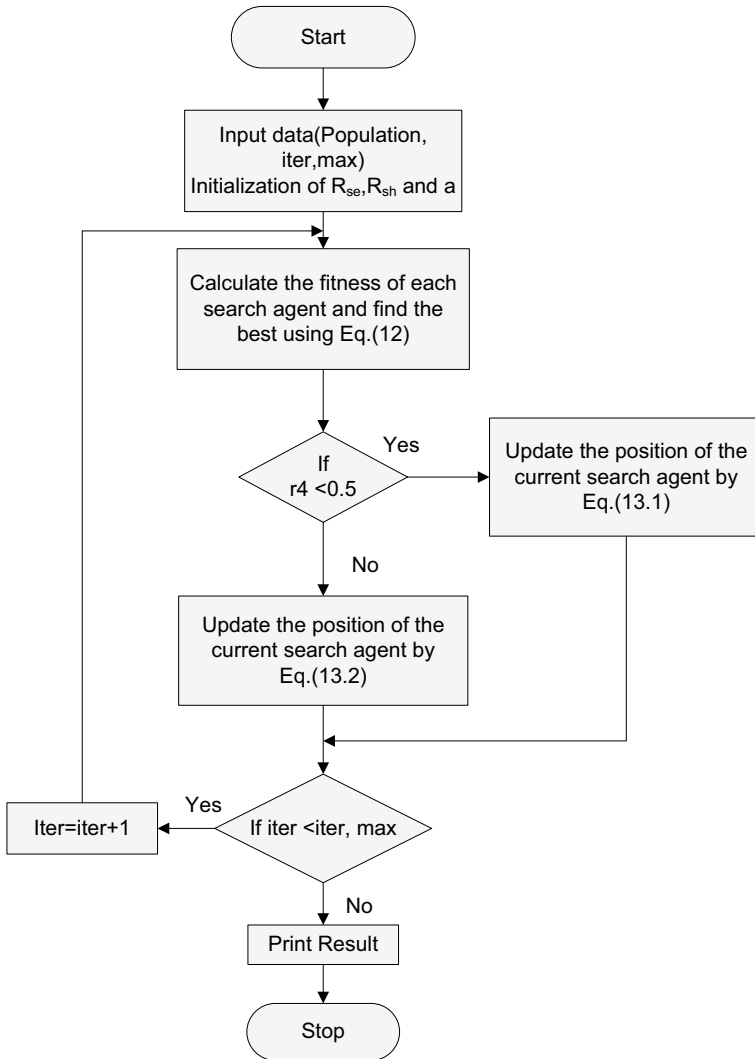 Start
Input data(Population,
iter,max)
Initialization of Rse,Rsh and a
Calculate the fitness of each
search agent and find the
best using Eq.(12)
If
r4 <0.5
Yes
Update the position of the
current search agent by
Eq.(13.1)
No
Update the position of the
current search agent by
Eq.(13.2)
If iter <iter, max
Yes
Iter=iter+1
No
Print Result
Stop